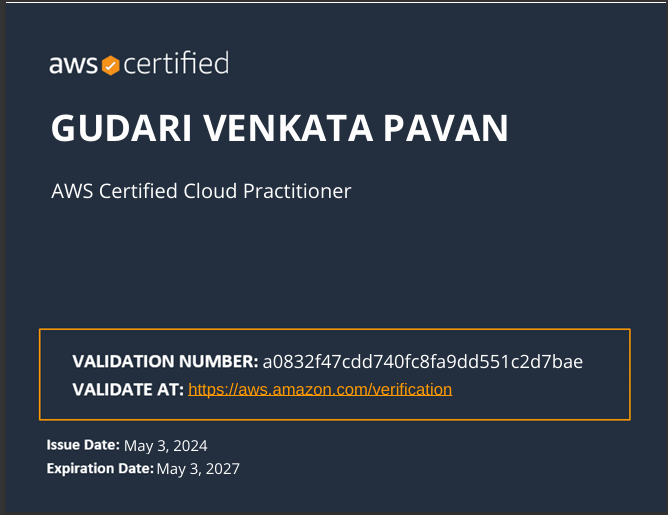 aws certified
GUDARI VENKATA PAVAN
AWS Certified Cloud Practitioner
VALIDATION NUMBER: a0832f47cdd740fc8fa9dd551c2d7bae
VALIDATE AT: https://aws.amazon.com/verification
Issue Date: May 3, 2024
Expiration Date: May 3, 2027